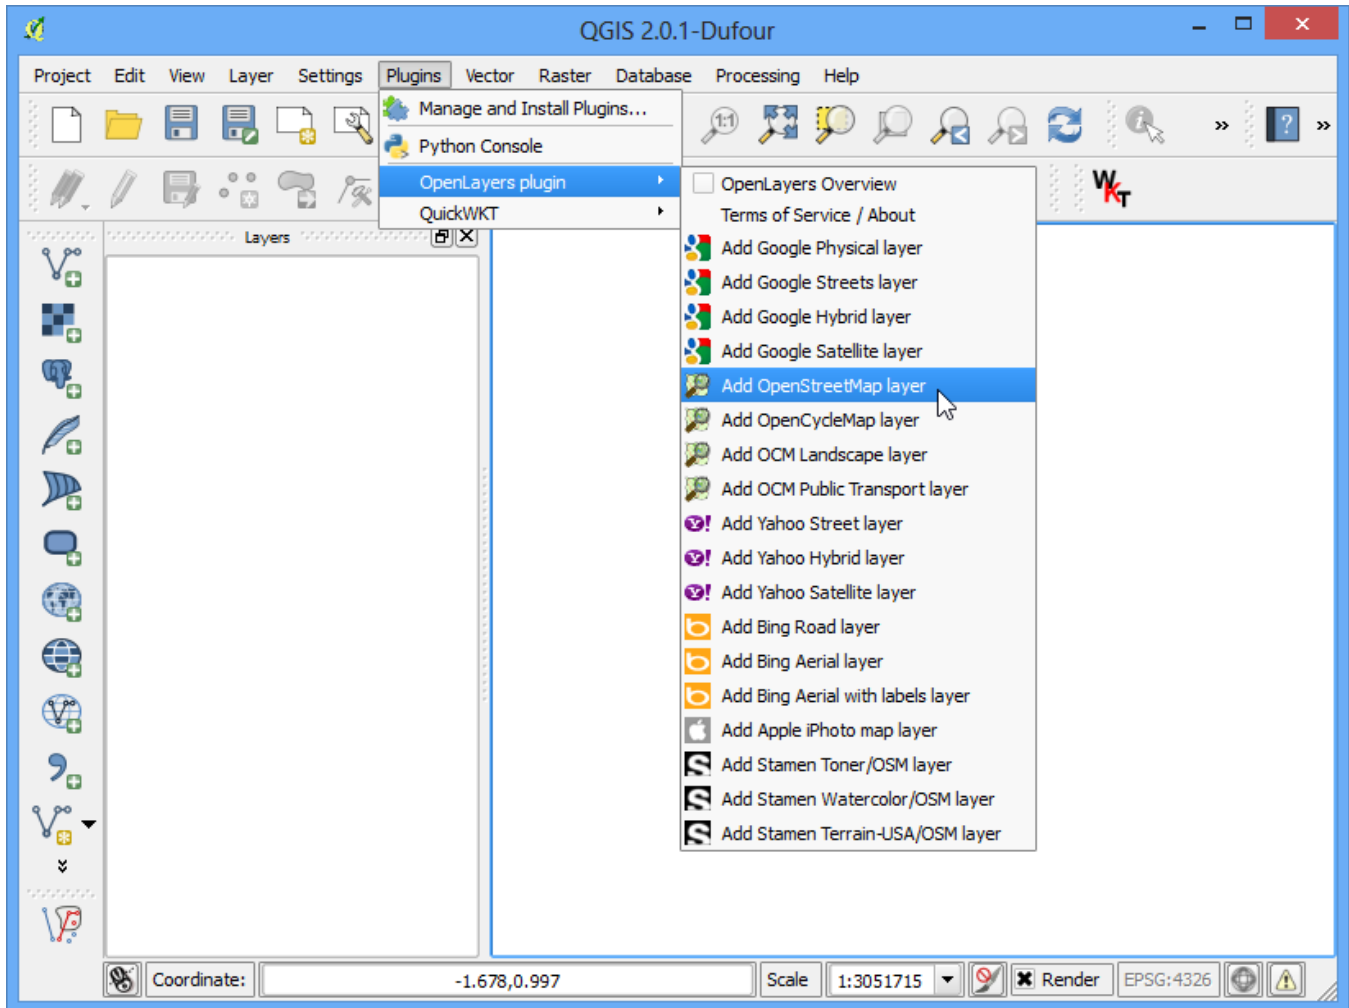 QGIS 2.0.1-Dufour
Project Edit View Layer Settings Plugins Vector Raster Database Processing Help
Manage and Install Plugins...
1:1
Python Console
OpenLayers plugin
QuickWKT
WKT
Layers
OpenLayers Overview
Terms of Service / About
Add Google Physical layer
Add Google Streets layer
Add Google Hybrid layer
Add Google Satellite layer
Add OpenStreetMap layer
Add OpenCycleMap layer
Add OCM Landscape layer
Add OCM Public Transport layer
Add Yahoo Street layer
Add Yahoo Hybrid layer
Add Yahoo Satellite layer
Add Bing Road layer
Add Bing Aerial layer
Add Bing Aerial with labels layer
Add Apple iPhoto map layer
Add Stamen Toner/OSM layer
Add Stamen Watercolor/OSM layer
Add Stamen Terrain-USA/OSM layer
Coordinate: -1.678,0.997 Scale 1:3051715 Render EPSG:4326